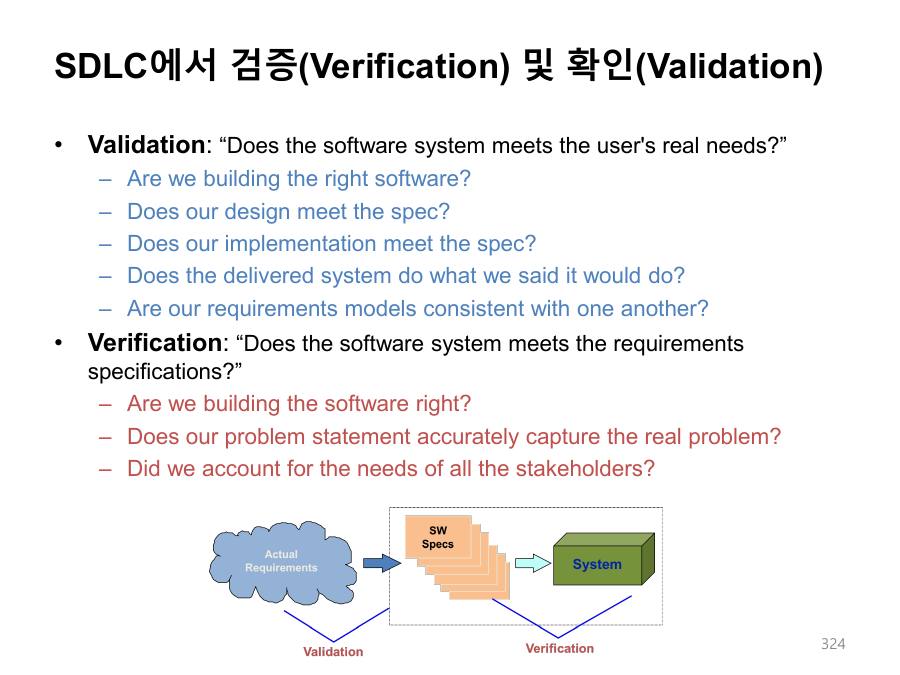 SDLC에서 검증(Verification) 및 확인(Validation)
• Validation: “Does the software system meets the user's real needs?”
– Are we building the right software?
– Does our design meet the spec?
– Does our implementation meet the spec?
– Does the delivered system do what we said it would do?
– Are our requirements models consistent with one another?
• Verification: “Does the software system meets the requirements
specifications?”
– Are we building the software right?
– Does our problem statement accurately capture the real problem?
– Did we account for the needs of all the stakeholders?
Actual
Requirements
SW
Specs
System
Validation
Verification
324